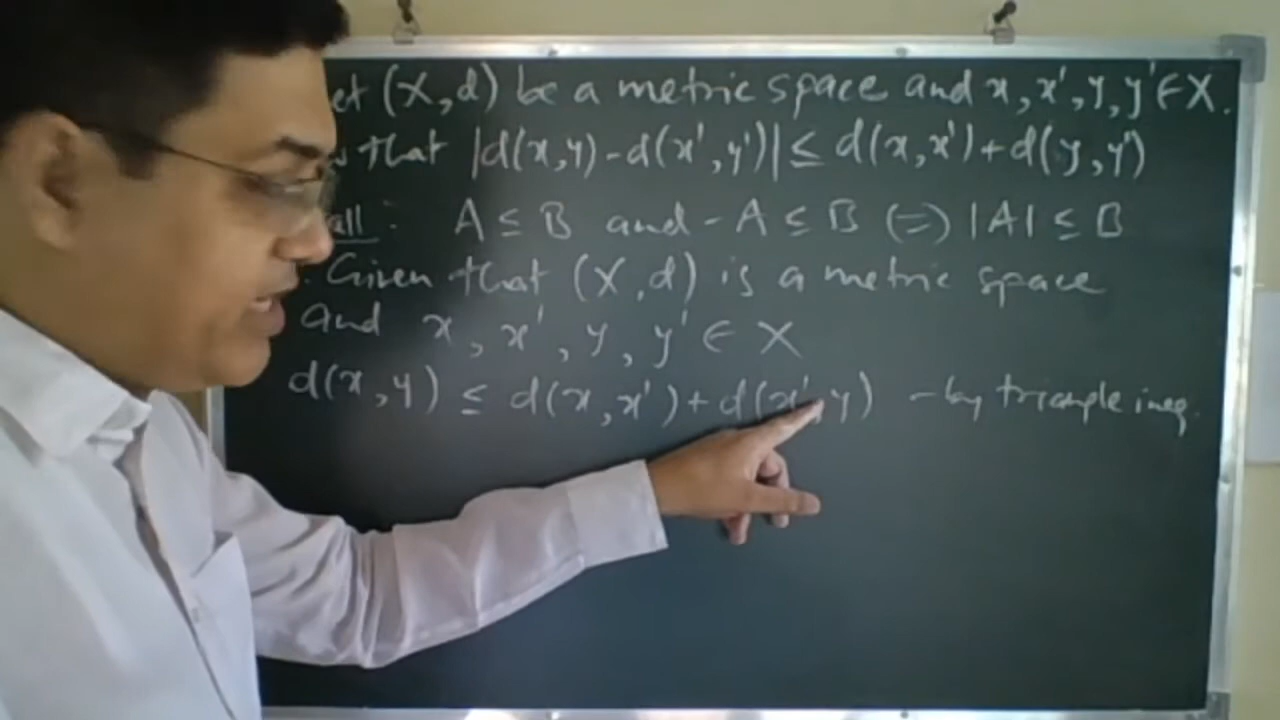 et (X, d) be a metric space and x, x', y, y' ∈ X.
that |d(x,y) - d(x',y')| ≤ d(x,x') + d(y,y')
all : A ≤ B and - A ≤ B (=) |A| ≤ B
. Given that (X, d) is a metric space
and x, x', y, y' ∈ X
d(x, y) ≤ d(x, x') + d(x', y) - by triangle ineq.